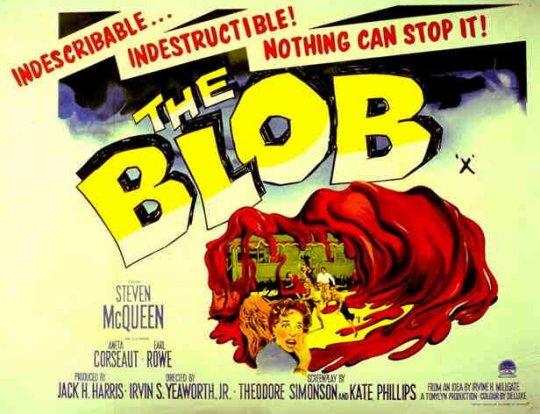 INDESCRIBABLE... INDESTRUCTIBLE! NOTHING CAN STOP IT!
THE
BLOB
'X'
STEVEN
McQUEEN
ANETA CORSEAUT
EARL ROWE
PRODUCED BY JACK H. HARRIS
DIRECTED BY IRVIN S. YEAWORTH, JR.
SCREENPLAY BY THEODORE SIMONSON AND KATE PHILLIPS
FROM AN IDEA BY IRVINE H. MILLGATE
A TONYLYN PRODUCTION · COLOUR BY DELUXE